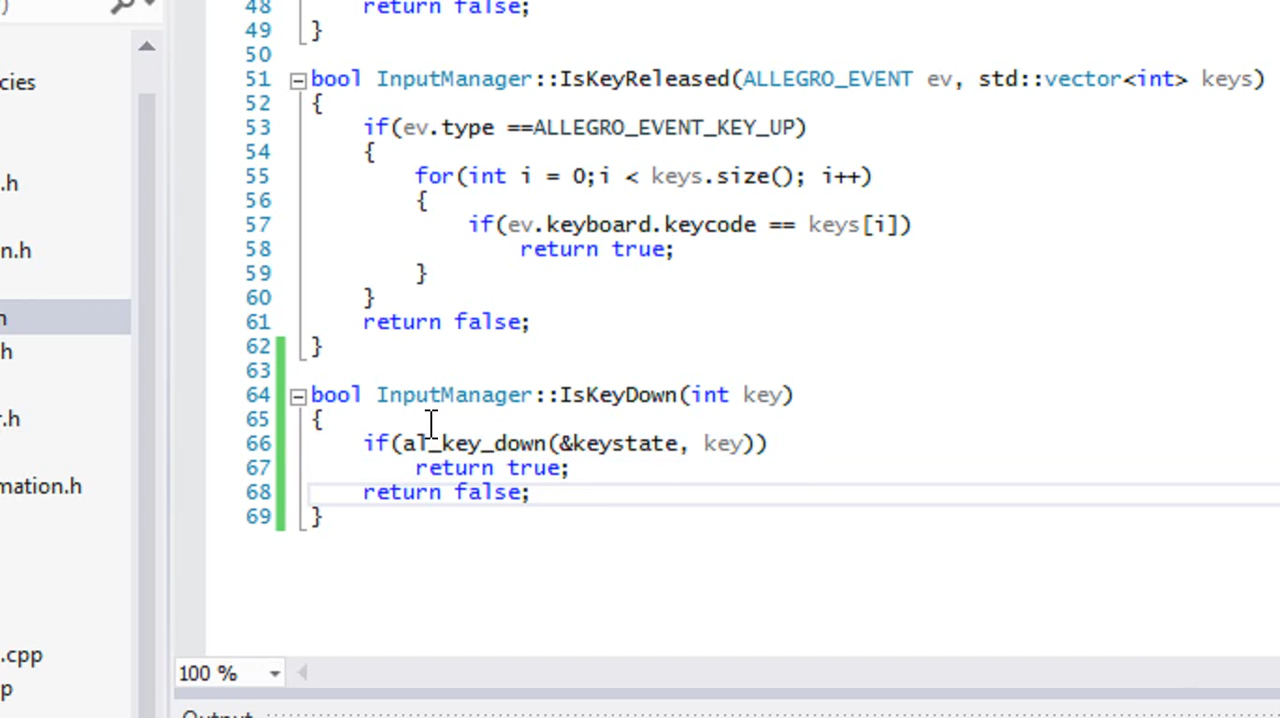 )
cies
.h
n.h
h
.h
mation.h
.cpp
p
48 return false;
49 }
50
51 bool InputManager::IsKeyReleased(ALLEGRO_EVENT ev, std::vector<int> keys)
52 {
53 if(ev.type ==ALLEGRO_EVENT_KEY_UP)
54 {
55 for(int i = 0;i < keys.size(); i++)
56 {
57 if(ev.keyboard.keycode == keys[i])
58 return true;
59 }
60 }
61 return false;
62 }
63
64 bool InputManager::IsKeyDown(int key)
65 {
66 if(al_key_down(&keystate, key))
67 return true;
68 return false;
69 }
100 %
Output